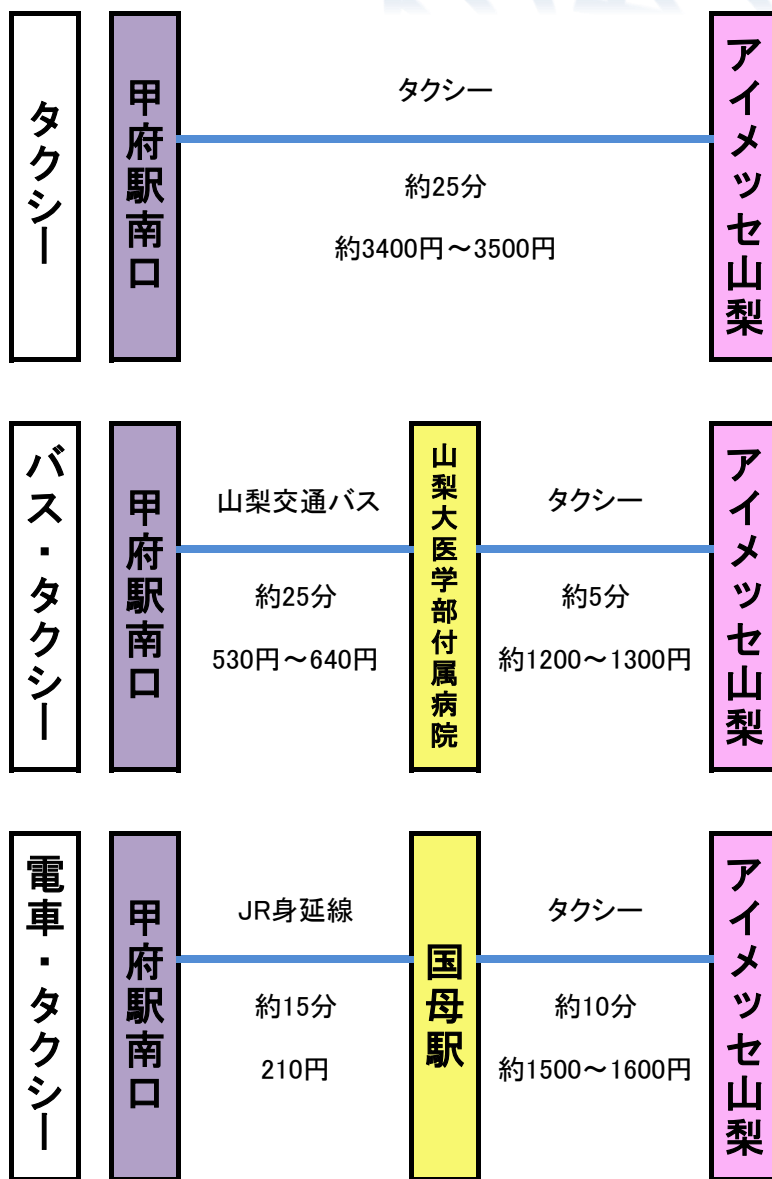 タクシー
甲府駅南口
タクシー
約25分
約3400円～3500円
アイメッセ山梨
バス・タクシー
甲府駅南口
山梨交通バス
約25分
530円～640円
山梨大医学部付属病院
タクシー
約5分
約1200～1300円
アイメッセ山梨
電車・タクシー
甲府駅南口
JR身延線
約15分
210円
国母駅
タクシー
約10分
約1500～1600円
アイメッセ山梨